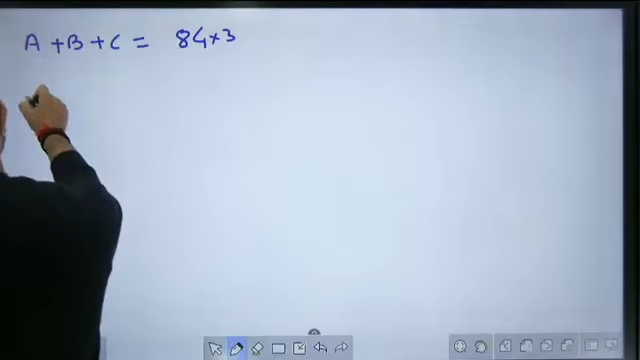 A + B + C = 84 × 3